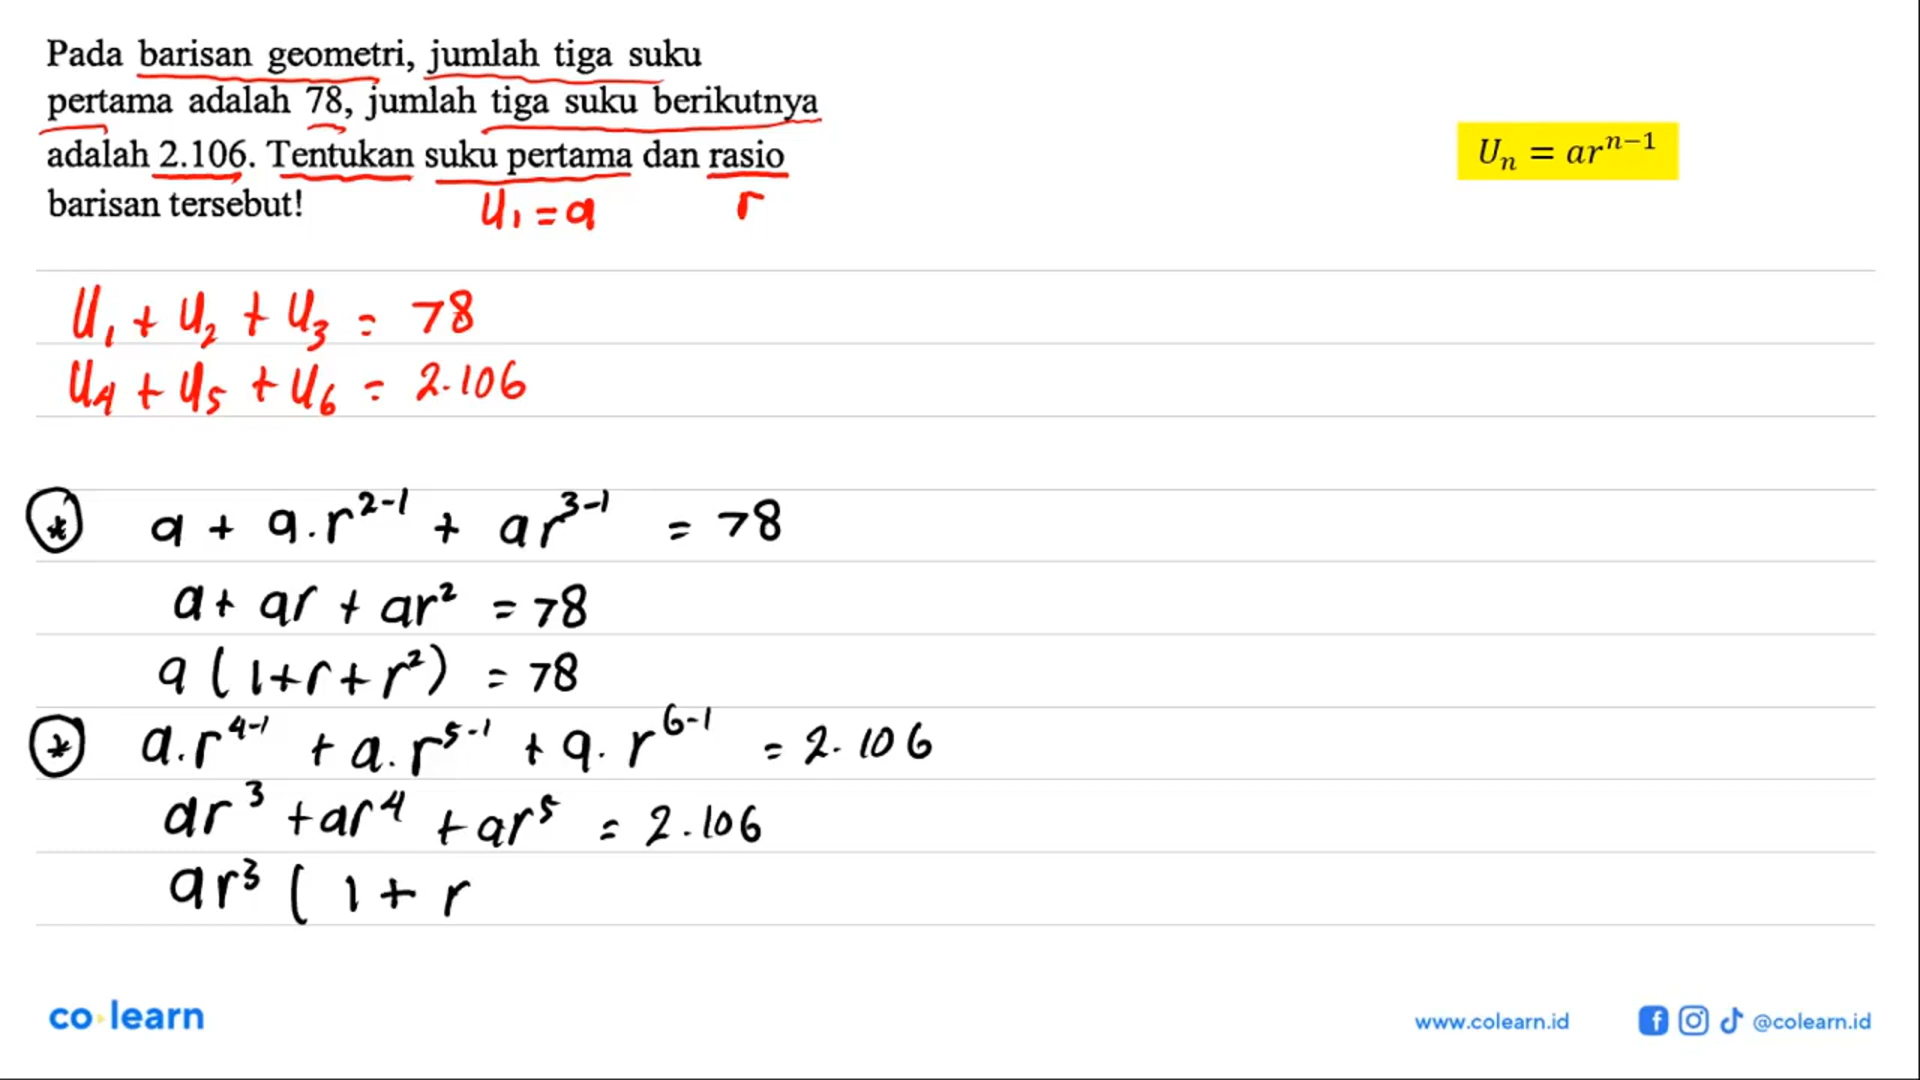 Pada barisan geometri, jumlah tiga suku
pertama adalah 78, jumlah tiga suku berikutnya
adalah 2.106. Tentukan suku pertama dan rasio
barisan tersebut!
U₁ = a r
Uₙ = arⁿ⁻¹
U₁ + U₂ + U₃ = 78
U₄ + U₅ + U₆ = 2.106
* a + a.r²⁻¹ + ar³⁻¹ = 78
a + ar + ar² = 78
a (1+r+r²) = 78
* a.r⁴⁻¹ + a.r⁵⁻¹ + a.r⁶⁻¹ = 2.106
ar³ + ar⁴ + ar⁵ = 2.106
ar³ ( 1 + r
co learn
www.colearn.id
@colearn.id